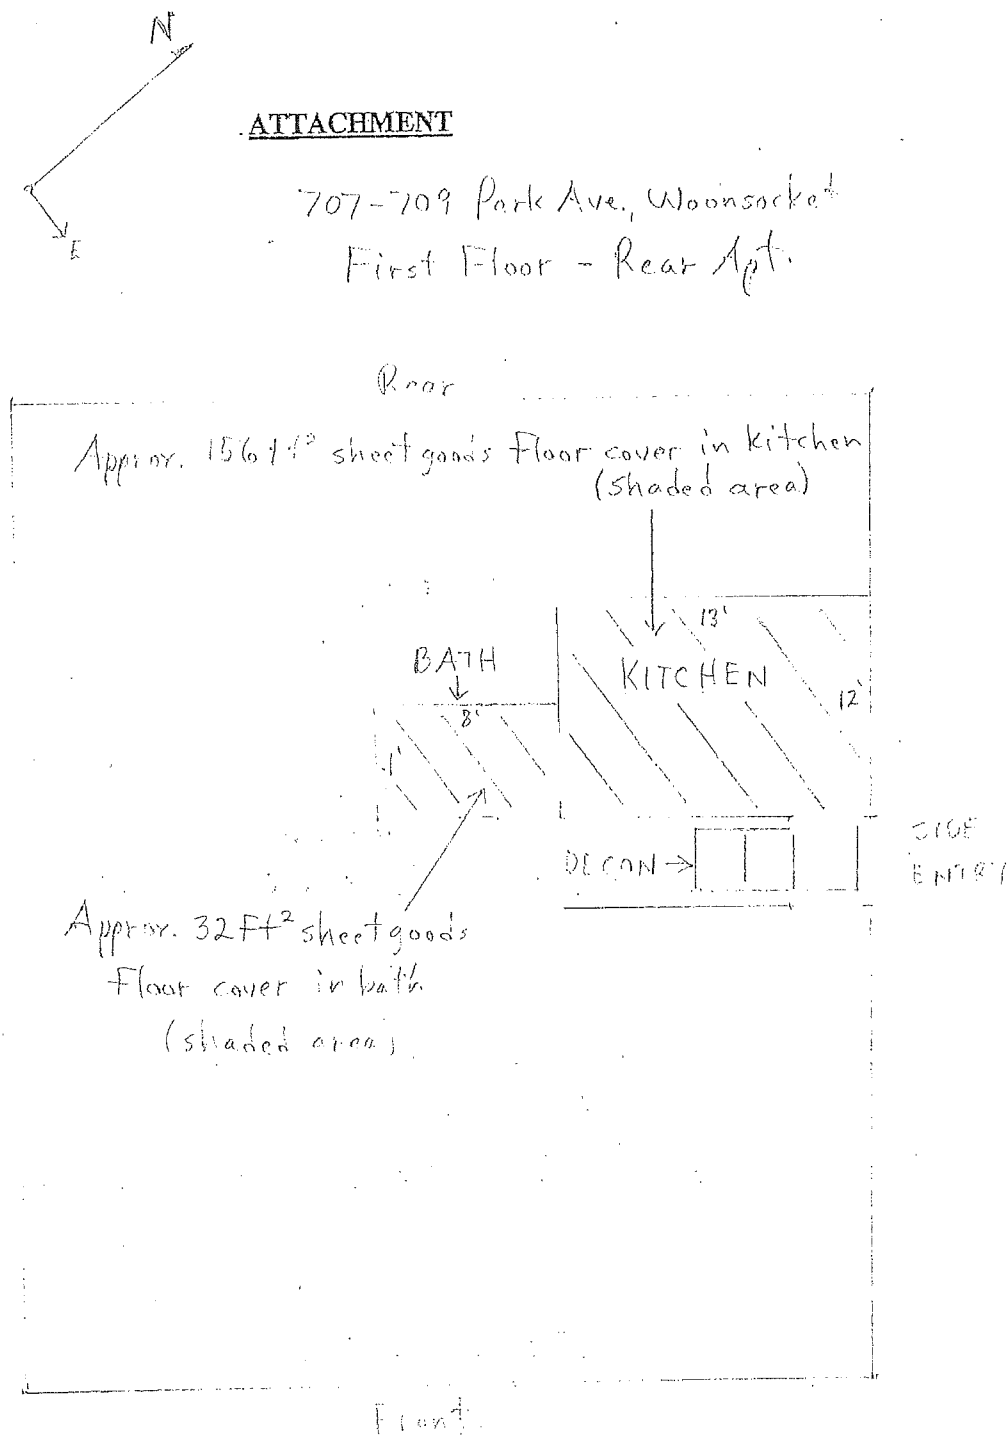 N
E
ATTACHMENT
707-709 Park Ave., Woonsocket
First Floor - Rear Apt.
Rear
Approx. 156 ft² sheet goods Floor cover in kitchen
(shaded area)
13'
BATH
KITCHEN
12'
8'
DECON
SIDE
ENTRY
Approx. 32 Ft² sheet goods
Floor cover in bath
(shaded area)
Front